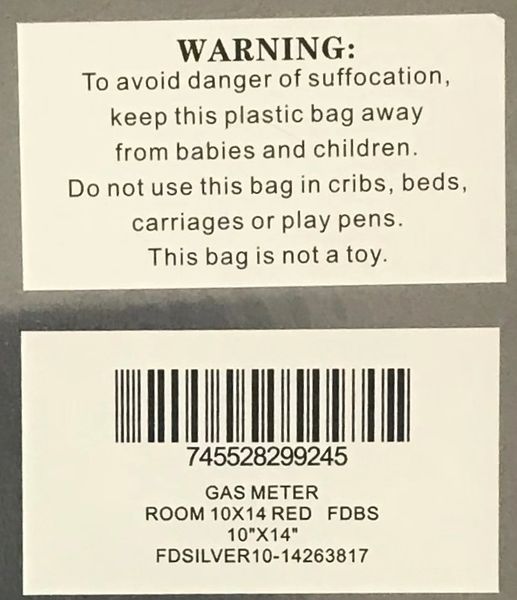 WARNING:
To avoid danger of suffocation,
keep this plastic bag away
from babies and children.
Do not use this bag in cribs, beds,
carriages or play pens.
This bag is not a toy.
745528299245
GAS METER
ROOM 10X14 RED FDBS
10"X14"
FDSILVER10-14263817